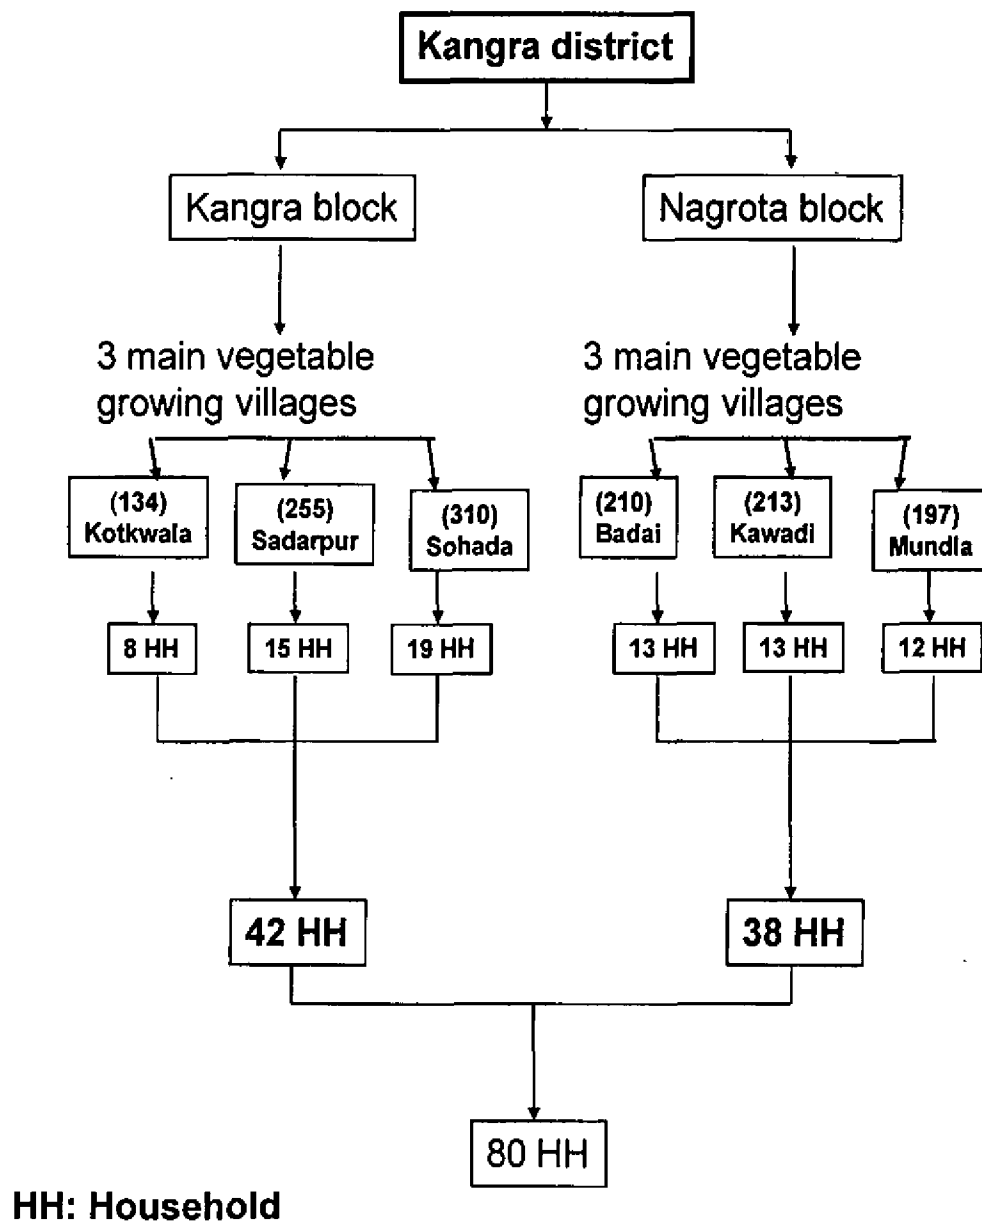 Kangra district
Kangra block
Nagrota block
3 main vegetable
growing villages
3 main vegetable
growing villages
(134)
Kotkwala
(255)
Sadarpur
(310)
Sohada
(210)
Badai
(213)
Kawadi
(197)
Mundla
8 HH
15 HH
19 HH
13 HH
13 HH
12 HH
42 HH
38 HH
80 HH
HH: Household